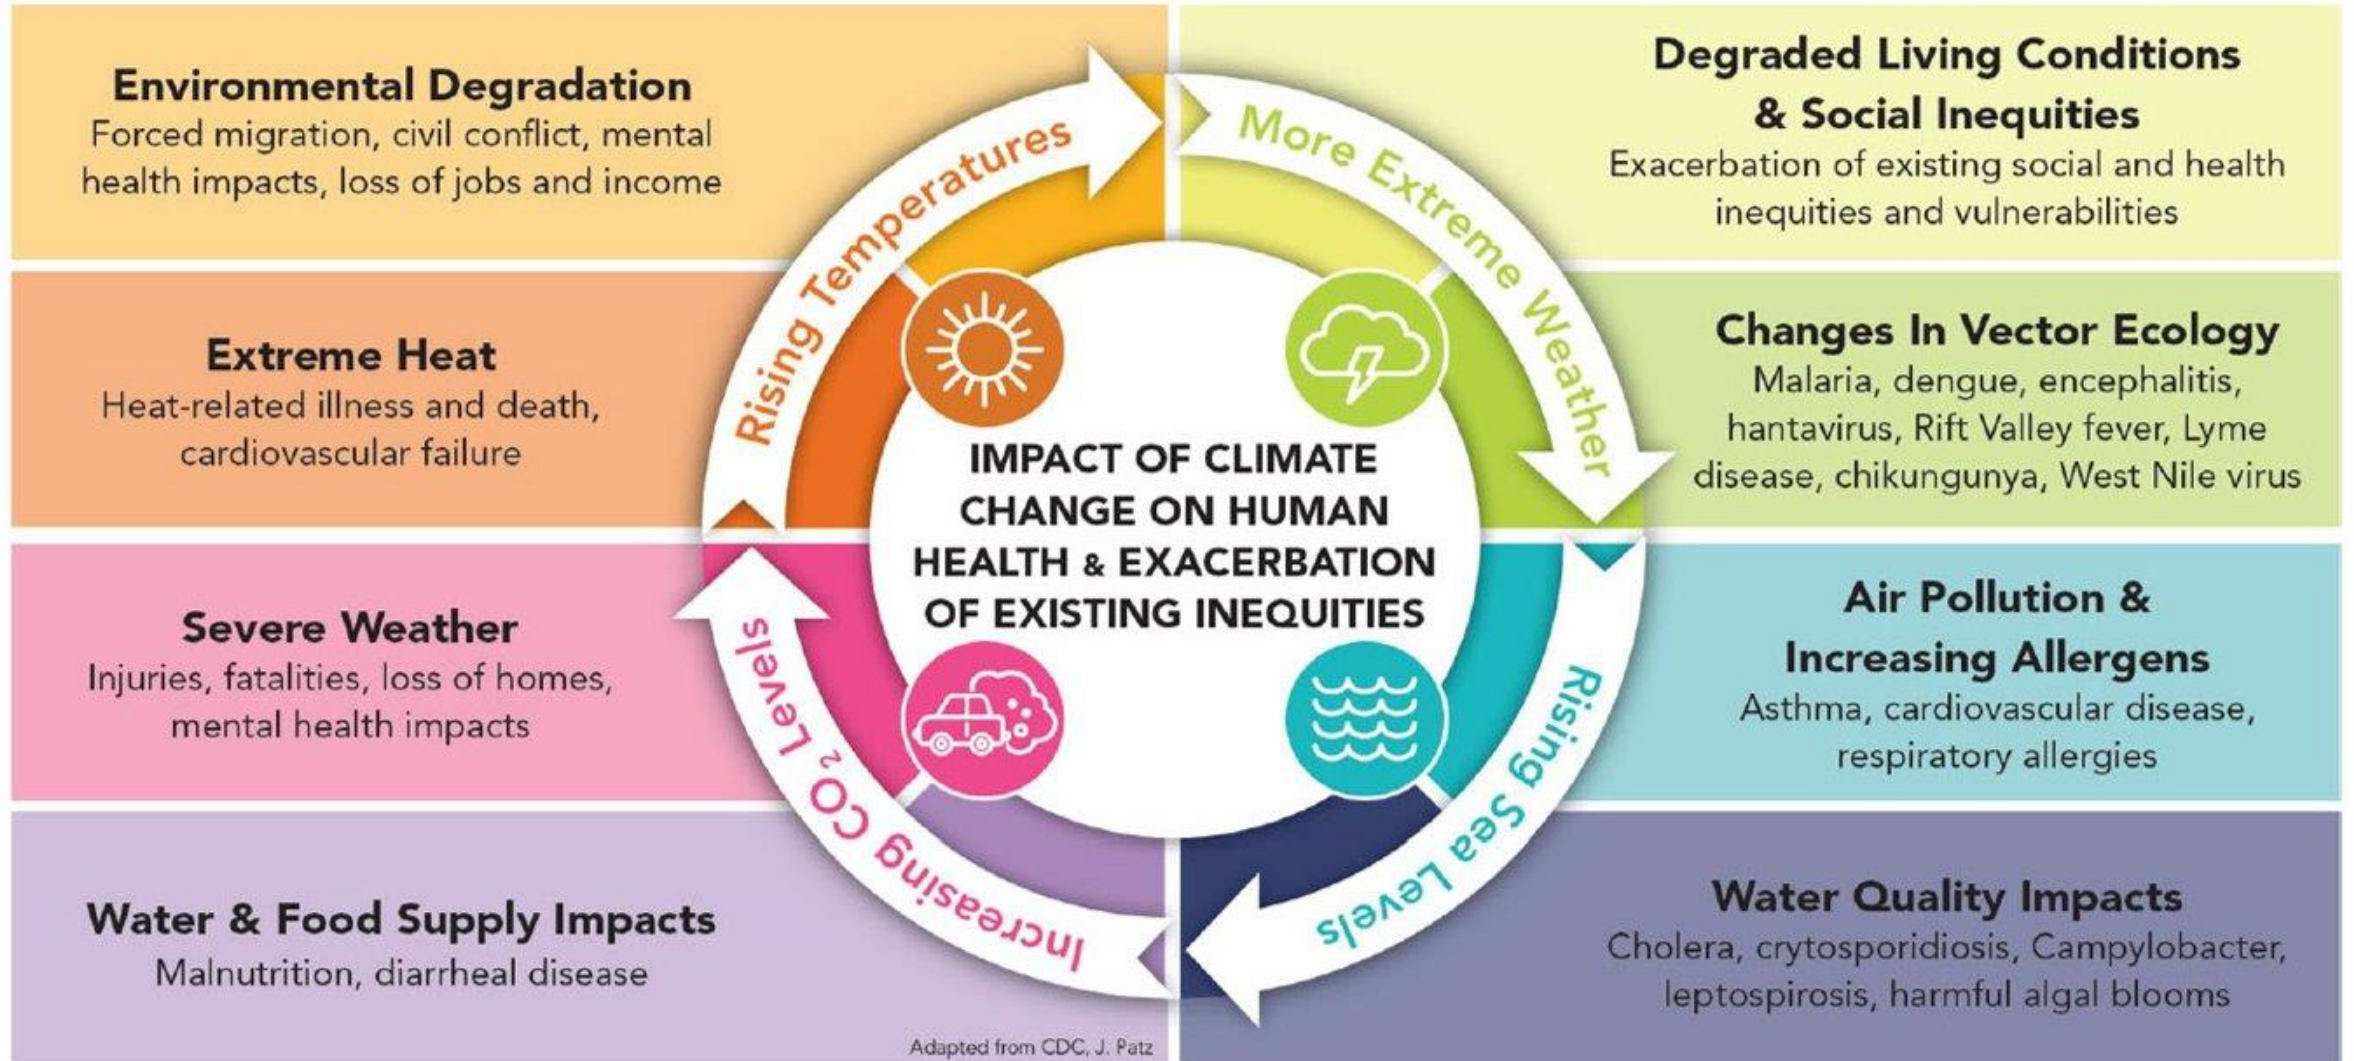 Environmental Degradation
Forced migration, civil conflict, mental
health impacts, loss of jobs and income
Extreme Heat
Heat-related illness and death,
cardiovascular failure
Severe Weather
Injuries, fatalities, loss of homes,
mental health impacts
Water & Food Supply Impacts
Malnutrition, diarrheal disease
Rising Temperatures
More Extreme Weather
Rising Sea Levels
Increasing CO₂ Levels
IMPACT OF CLIMATE
CHANGE ON HUMAN
HEALTH & EXACERBATION
OF EXISTING INEQUITIES
Degraded Living Conditions
& Social Inequities
Exacerbation of existing social and health
inequities and vulnerabilities
Changes In Vector Ecology
Malaria, dengue, encephalitis,
hantavirus, Rift Valley fever, Lyme
disease, chikungunya, West Nile virus
Air Pollution &
Increasing Allergens
Asthma, cardiovascular disease,
respiratory allergies
Water Quality Impacts
Cholera, crytosporidiosis, Campylobacter,
leptospirosis, harmful algal blooms
Adapted from CDC, J. Patz